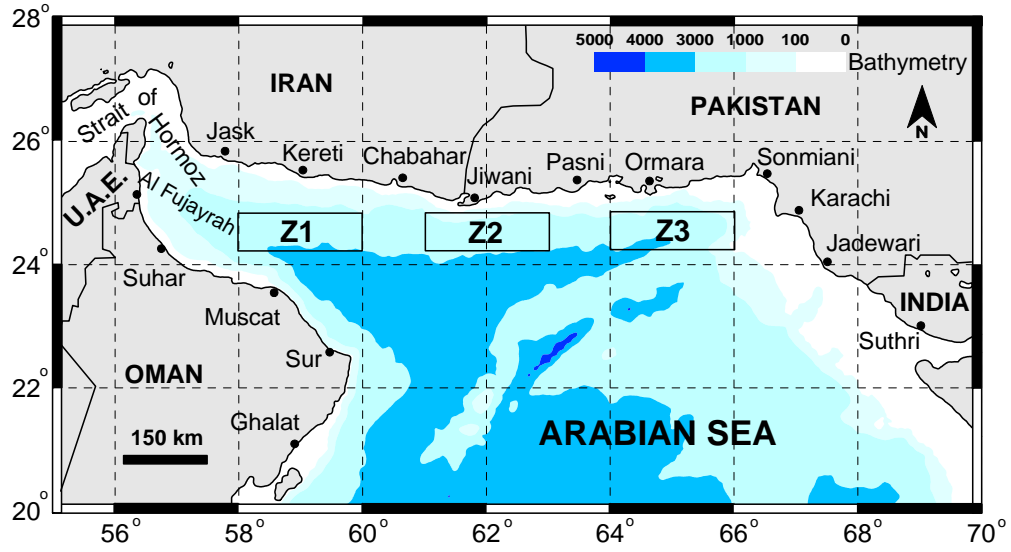 28°
5000 4000 3000 1000 100 0
Bathymetry
IRAN
PAKISTAN
N
Strait of
Hormoz
26°
Jask
Kereti
Chabahar
Jiwani
Pasni
Ormara
Sonmiani
Karachi
U.A.E.
Al Fujayrah
Z1
Z2
Z3
Jadewari
24°
Suhar
Muscat
INDIA
Suthri
Sur
OMAN
22°
Ghalat
ARABIAN SEA
150 km
20°
56° 58° 60° 62° 64° 66° 68° 70°